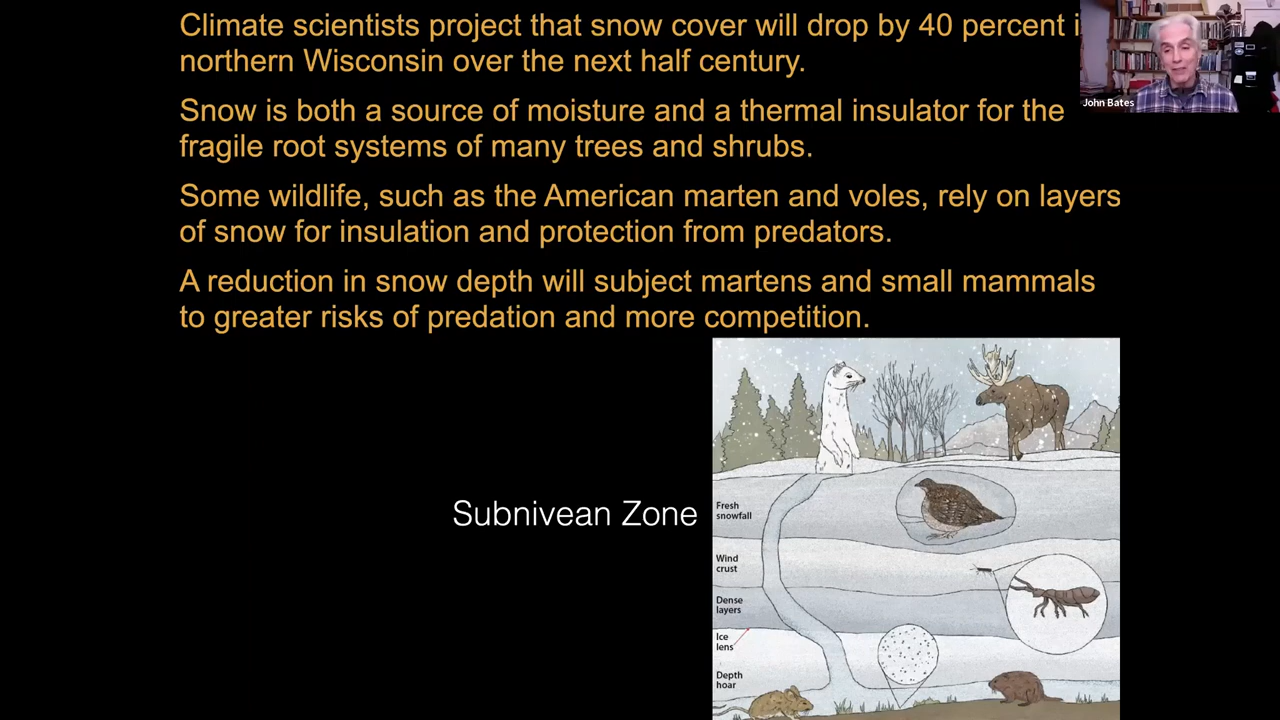 Climate scientists project that snow cover will drop by 40 percent i
northern Wisconsin over the next half century.
Snow is both a source of moisture and a thermal insulator for the
fragile root systems of many trees and shrubs.
Some wildlife, such as the American marten and voles, rely on layers
of snow for insulation and protection from predators.
A reduction in snow depth will subject martens and small mammals
to greater risks of predation and more competition.
John Bates
Subnivean Zone
Fresh
snowfall
Wind
crust
Dense
layers
Ice
lens
Depth
hoar